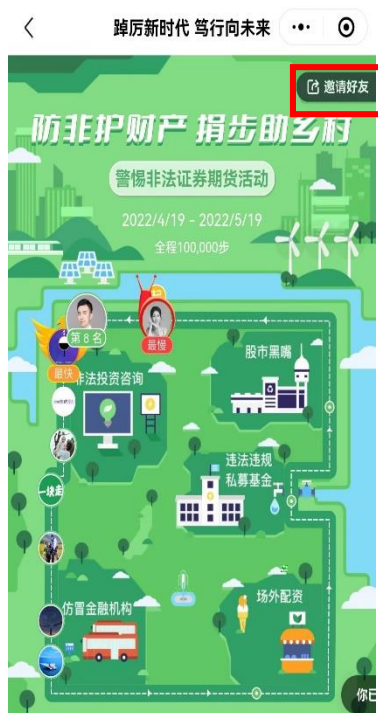 踔厉新时代 笃行向未来
邀请好友
防非护财产 捐步助乡村
警惕非法证券期货活动
2022/4/19 - 2022/5/19
全程100,000步
第8名
最慢
最快
非法投资咨询
股市黑嘴
违法违规
私募基金
一块走
仿冒金融机构
场外配资